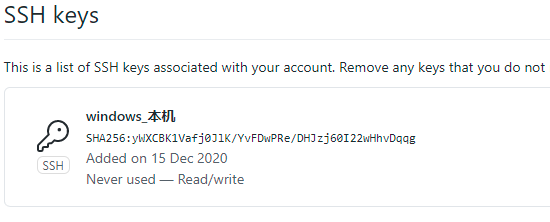 SSH keys
This is a list of SSH keys associated with your account. Remove any keys that you do not
windows_本机
SHA256:yWXCBK1Vafj0JlK/YvFDwPRe/DHJzj60I22wHhvDqqg
SSH
Added on 15 Dec 2020
Never used — Read/write